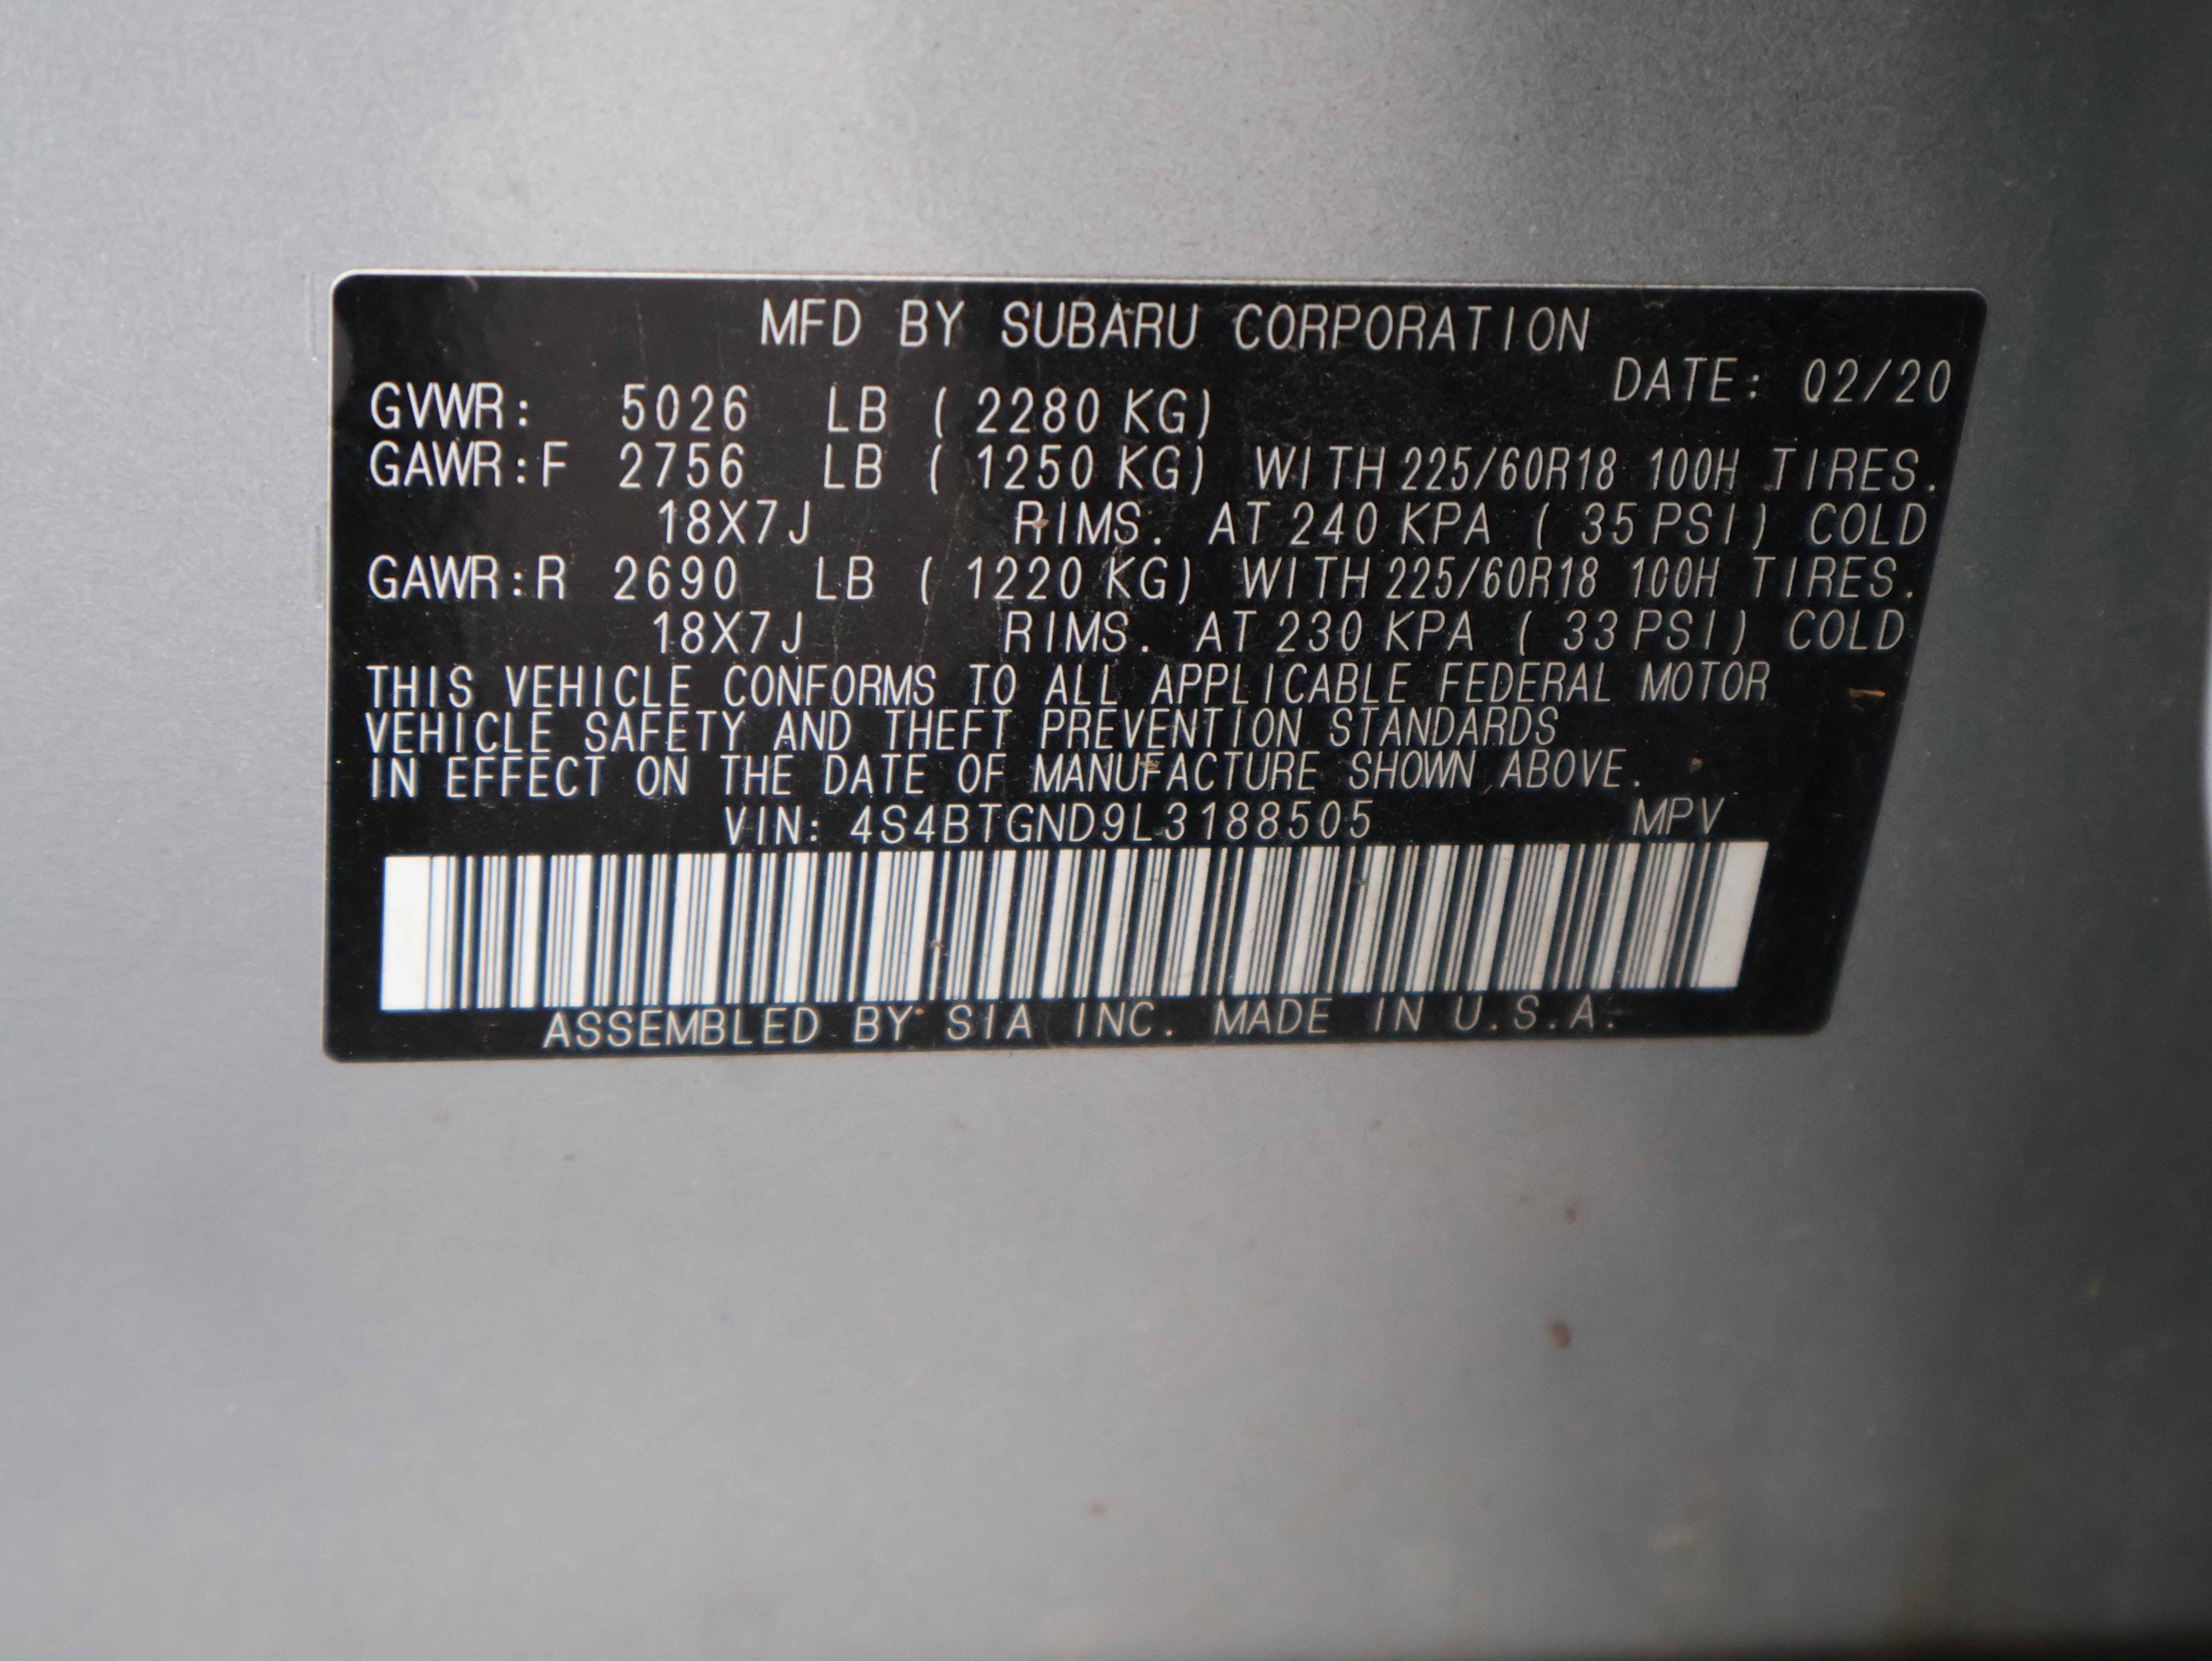 MFD BY SUBARU CORPORATION
DATE: 02/20
GVWR: 5026 LB ( 2280 KG)
GAWR:F 2756 LB ( 1250 KG) WITH 225/60R18 100H TIRES.
18X7J RIMS. AT 240 KPA ( 35 PSI) COLD
GAWR:R 2690 LB ( 1220 KG) WITH 225/60R18 100H TIRES.
18X7J RIMS. AT 230 KPA ( 33 PSI) COLD
THIS VEHICLE CONFORMS TO ALL APPLICABLE FEDERAL MOTOR
VEHICLE SAFETY AND THEFT PREVENTION STANDARDS
IN EFFECT ON THE DATE OF MANUFACTURE SHOWN ABOVE.
VIN: 4S4BTGND9L3188505 MPV
ASSEMBLED BY SIA INC. MADE IN U.S.A.